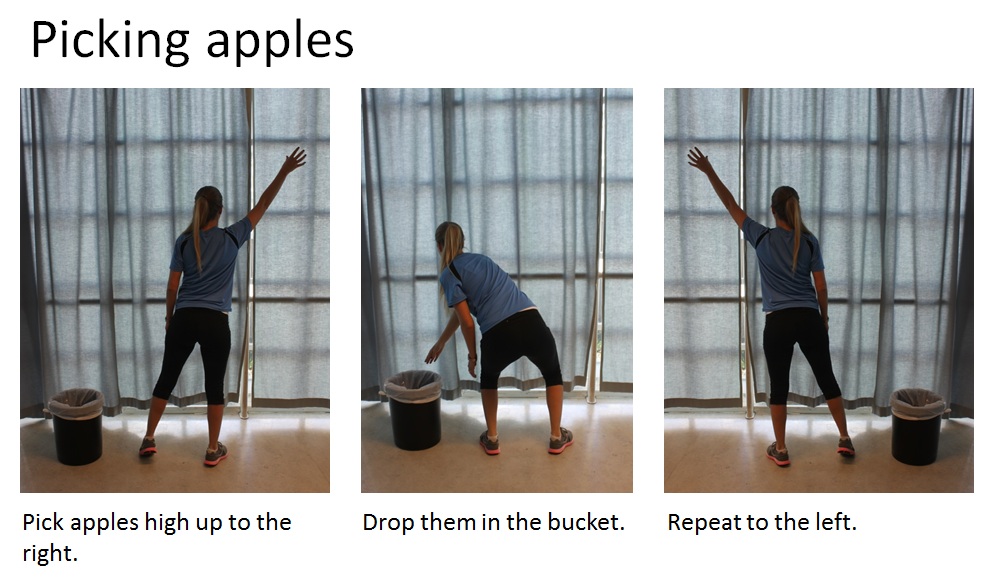 Picking apples
Pick apples high up to the
right.
Drop them in the bucket.
Repeat to the left.